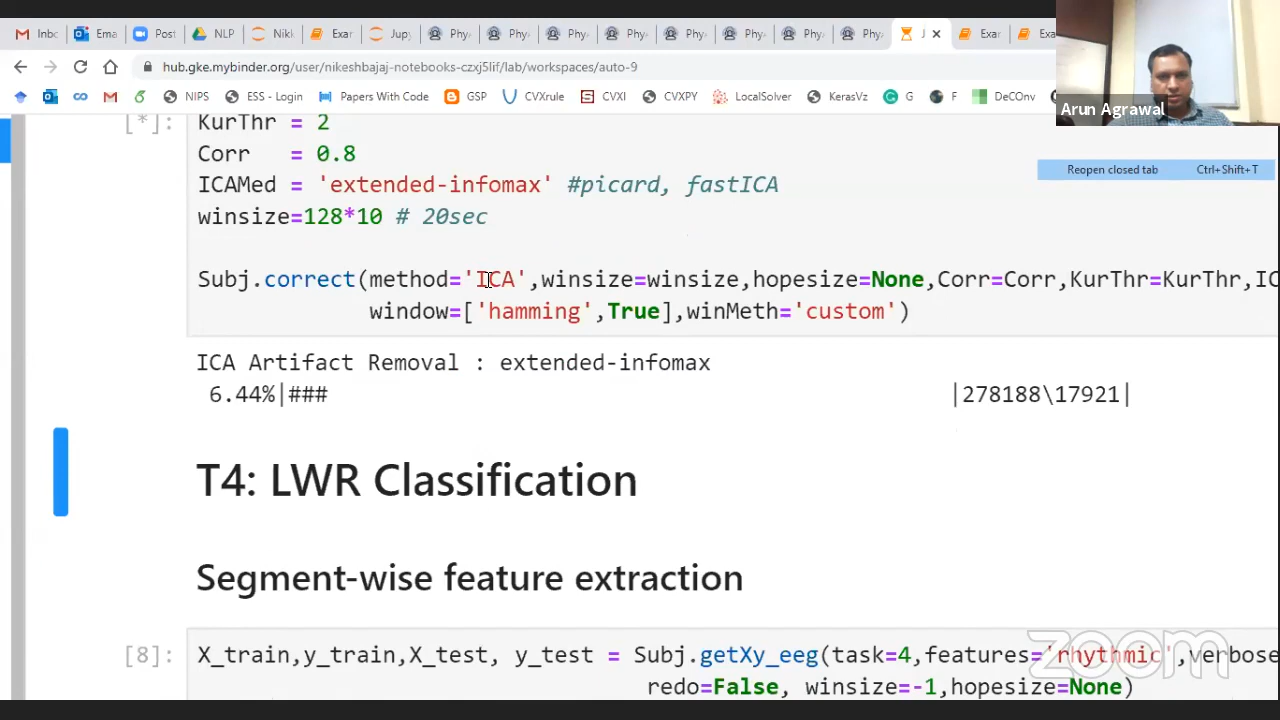 Inbc
Ema
Post
NLP
Nikl
Exar
Jupy
Phy
Phy
Phy
Phy
Phy
Phy
Phy
Phy
J
Exar
Exa
hub.gke.mybinder.org/user/nikeshbajaj-notebooks-czxj5lif/lab/workspaces/auto-9
NIPS
ESS - Login
Papers With Code
GSP
CVXrule
CVXI
CVXPY
LocalSolver
KerasVz
G
F
DeCOnv
Arun Agrawal
Reopen closed tab Ctrl+Shift+T
[*]: KurThr = 2
Corr = 0.8
ICAMed = 'extended-infomax' #picard, fastICA
winsize=128*10 # 20sec
Subj.correct(method='ICA',winsize=winsize,hopesize=None,Corr=Corr,KurThr=KurThr,IC
window=['hamming',True],winMeth='custom')
ICA Artifact Removal : extended-infomax
6.44%|### |278188\17921|
T4: LWR Classification
Segment-wise feature extraction
[8]: X_train,y_train,X_test, y_test = Subj.getXy_eeg(task=4,features='rhythmic',verbose
redo=False, winsize=-1,hopesize=None)
zoom